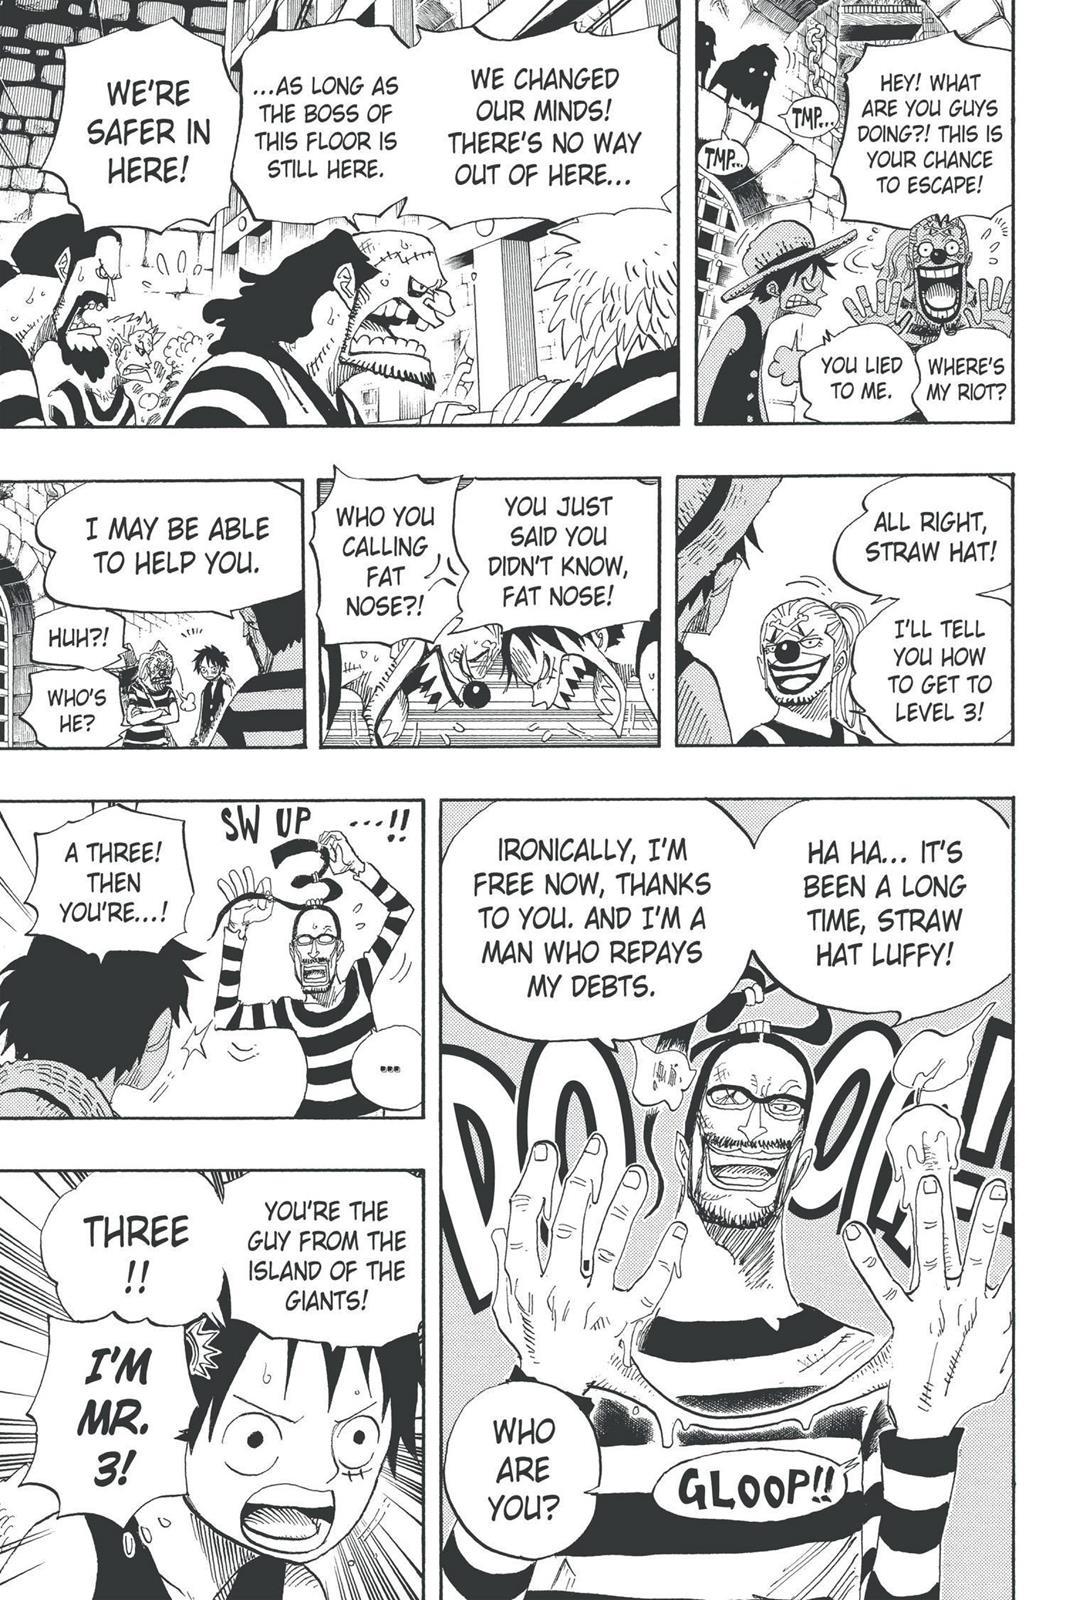 HEY! WHAT
ARE YOU GUYS
DOING?! THIS IS
YOUR CHANCE
TO ESCAPE!
TMP...
TMP...
WHERE'S
MY RIOT?
YOU LIED
TO ME.
WE CHANGED
OUR MINDS!
THERE'S NO WAY
OUT OF HERE...
...AS LONG AS
THE BOSS OF
THIS FLOOR IS
STILL HERE.
WE'RE
SAFER IN
HERE!
ALL RIGHT,
STRAW HAT!
I'LL TELL
YOU HOW
TO GET TO
LEVEL 3!
YOU JUST
SAID YOU
DIDN'T KNOW,
FAT NOSE!
WHO YOU
CALLING
FAT
NOSE?!
I MAY BE ABLE
TO HELP YOU.
HUH?!
WHO'S
HE?
HA HA... IT'S
BEEN A LONG
TIME, STRAW
HAT LUFFY!
IRONICALLY, I'M
FREE NOW, THANKS
TO YOU. AND I'M A
MAN WHO REPAYS
MY DEBTS.
GLOOP!!
WHO
ARE
YOU?
SWUP ...!!
...
A THREE!
THEN
YOU'RE...!
YOU'RE THE
GUY FROM THE
ISLAND OF THE
GIANTS!
THREE
!!
I'M
MR.
3!